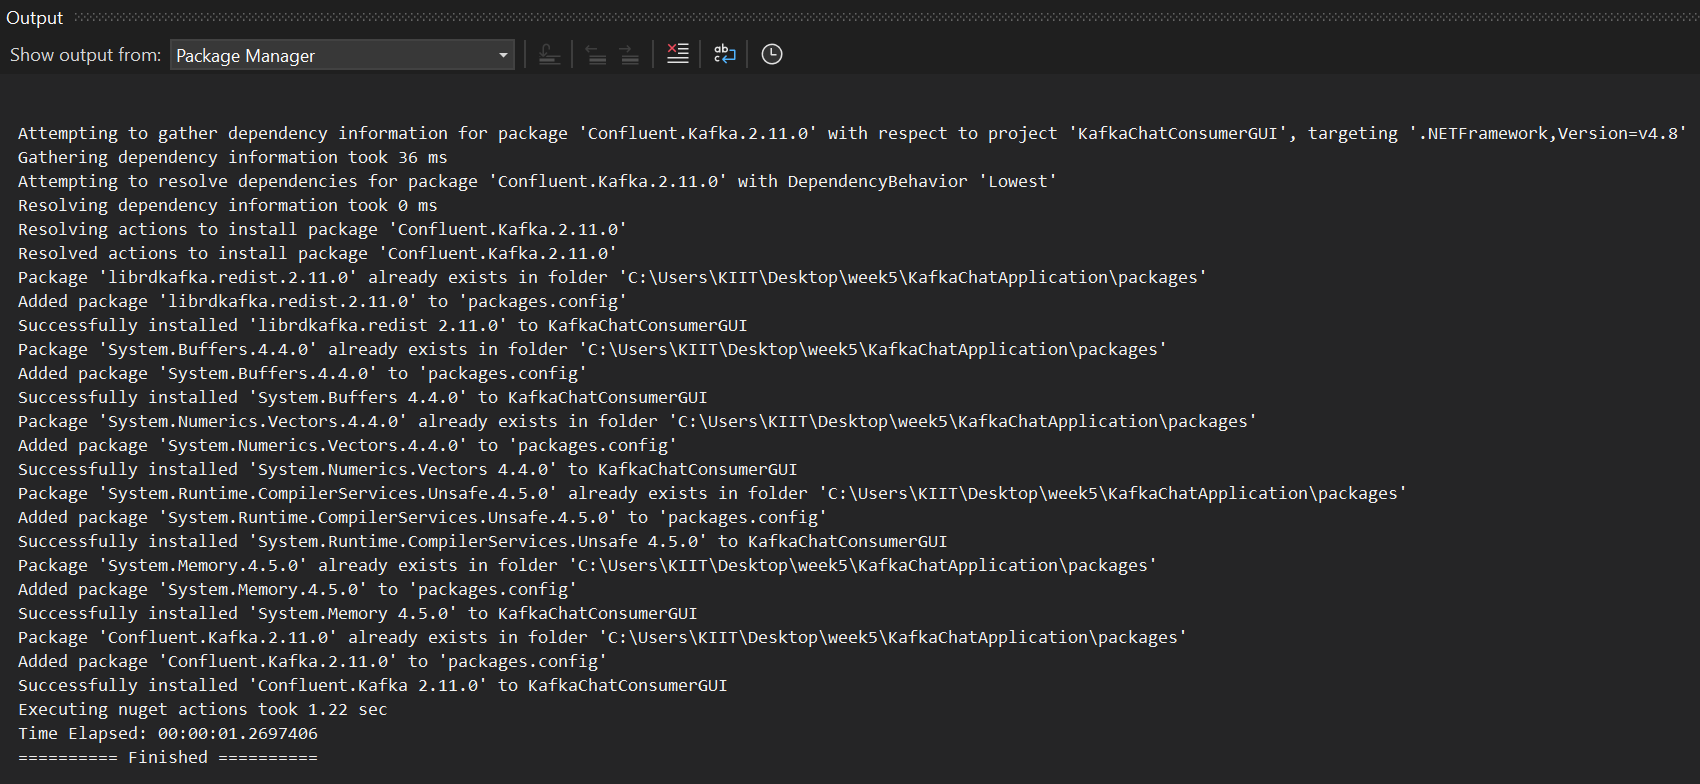 Output
Show output from: Package Manager
Attempting to gather dependency information for package 'Confluent.Kafka.2.11.0' with respect to project 'KafkaChatConsumerGUI', targeting '.NETFramework,Version=v4.8'
Gathering dependency information took 36 ms
Attempting to resolve dependencies for package 'Confluent.Kafka.2.11.0' with DependencyBehavior 'Lowest'
Resolving dependency information took 0 ms
Resolving actions to install package 'Confluent.Kafka.2.11.0'
Resolved actions to install package 'Confluent.Kafka.2.11.0'
Package 'librdkafka.redist.2.11.0' already exists in folder 'C:\Users\KIIT\Desktop\week5\KafkaChatApplication\packages'
Added package 'librdkafka.redist.2.11.0' to 'packages.config'
Successfully installed 'librdkafka.redist 2.11.0' to KafkaChatConsumerGUI
Package 'System.Buffers.4.4.0' already exists in folder 'C:\Users\KIIT\Desktop\week5\KafkaChatApplication\packages'
Added package 'System.Buffers.4.4.0' to 'packages.config'
Successfully installed 'System.Buffers 4.4.0' to KafkaChatConsumerGUI
Package 'System.Numerics.Vectors.4.4.0' already exists in folder 'C:\Users\KIIT\Desktop\week5\KafkaChatApplication\packages'
Added package 'System.Numerics.Vectors.4.4.0' to 'packages.config'
Successfully installed 'System.Numerics.Vectors 4.4.0' to KafkaChatConsumerGUI
Package 'System.Runtime.CompilerServices.Unsafe.4.5.0' already exists in folder 'C:\Users\KIIT\Desktop\week5\KafkaChatApplication\packages'
Added package 'System.Runtime.CompilerServices.Unsafe.4.5.0' to 'packages.config'
Successfully installed 'System.Runtime.CompilerServices.Unsafe 4.5.0' to KafkaChatConsumerGUI
Package 'System.Memory.4.5.0' already exists in folder 'C:\Users\KIIT\Desktop\week5\KafkaChatApplication\packages'
Added package 'System.Memory.4.5.0' to 'packages.config'
Successfully installed 'System.Memory 4.5.0' to KafkaChatConsumerGUI
Package 'Confluent.Kafka.2.11.0' already exists in folder 'C:\Users\KIIT\Desktop\week5\KafkaChatApplication\packages'
Added package 'Confluent.Kafka.2.11.0' to 'packages.config'
Successfully installed 'Confluent.Kafka 2.11.0' to KafkaChatConsumerGUI
Executing nuget actions took 1.22 sec
Time Elapsed: 00:00:01.2697406
========== Finished ==========